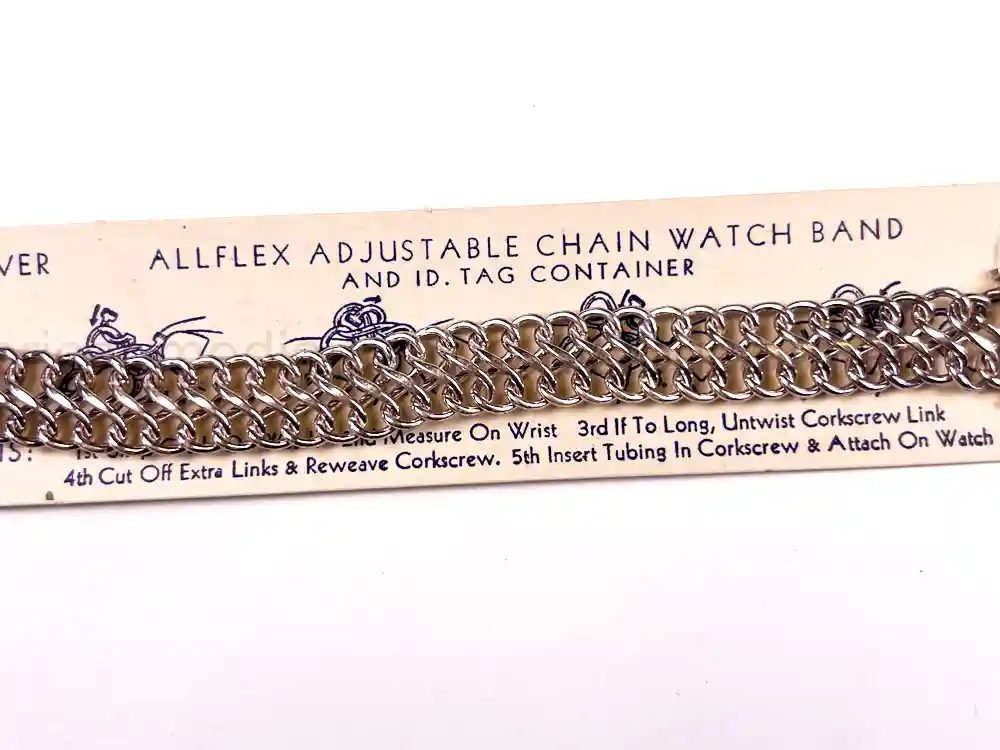 VER
ALLFLEX ADJUSTABLE CHAIN WATCH BAND
AND ID. TAG CONTAINER
Measure On Wrist 3rd If To Long, Untwist Corkscrew Link
4th Cut Off Extra Links & Reweave Corkscrew. 5th Insert Tubing In Corkscrew & Attach On Watch